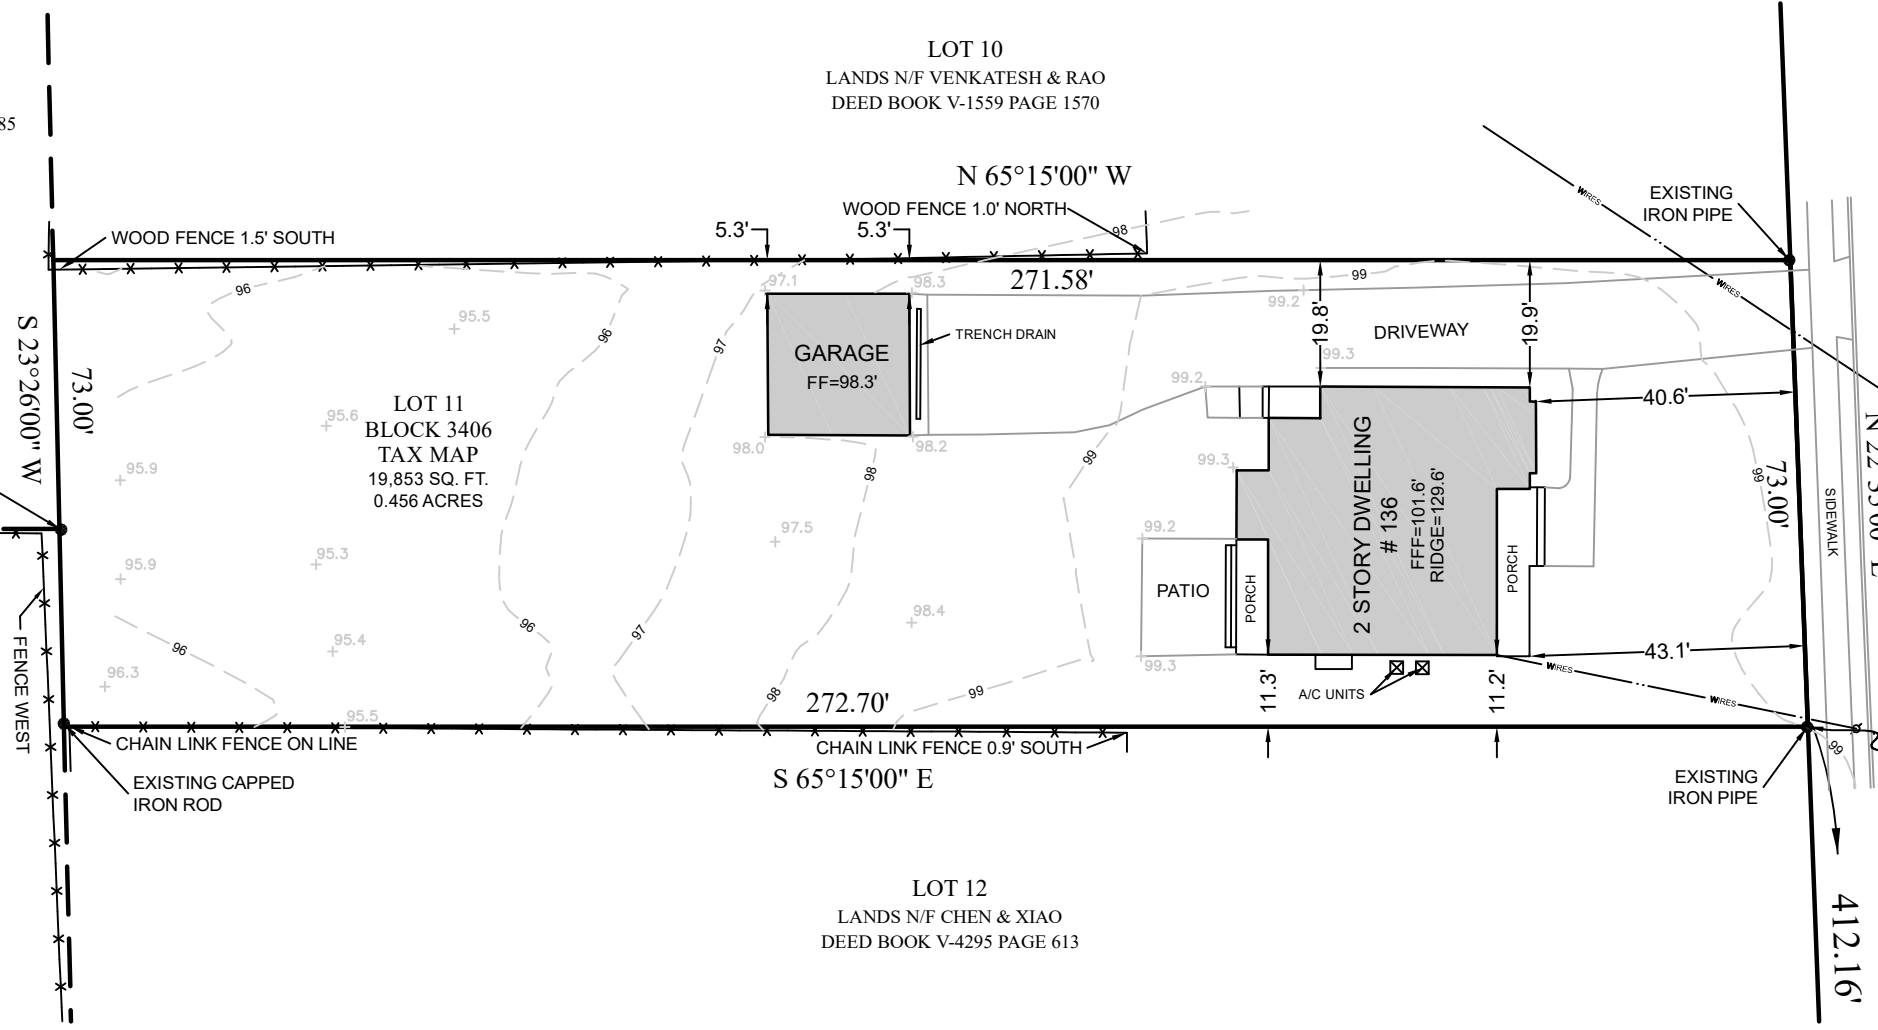 LOT 10
LANDS N/F VENKATESH & RAO
DEED BOOK V-1559 PAGE 1570
85
N 65°15'00" W
WOOD FENCE 1.0' NORTH
98
WIRES
EXISTING
IRON PIPE
WOOD FENCE 1.5' SOUTH
5.3'
5.3'
271.58'
99
WIRES
96
97.1
98.3
99.2
95.5
96
97
TRENCH DRAIN
19.8'
DRIVEWAY
19.9'
S 23°26'00" W
73.00'
GARAGE
FF=98.3'
99.3
99.2
40.6'
LOT 11
BLOCK 3406
TAX MAP
19,853 SQ. FT.
0.456 ACRES
95.6
98.0
98.2
98
99
99.3
95.9
2 STORY DWELLING
# 136
FFF=101.6'
RIDGE=129.6'
99
73.00'
SIDEWALK
95.3
97.5
99.2
95.9
PATIO
PORCH
PORCH
98.4
96
97
96
95.4
FENCE WEST
96.3
99.3
43.1'
WIRES
WIRES
98
99
11.3'
A/C UNITS
11.2'
272.70'
95.5
CHAIN LINK FENCE ON LINE
CHAIN LINK FENCE 0.9' SOUTH
99
S 65°15'00" E
EXISTING CAPPED
IRON ROD
EXISTING
IRON PIPE
LOT 12
LANDS N/F CHEN & XIAO
DEED BOOK V-4295 PAGE 613
412.16'